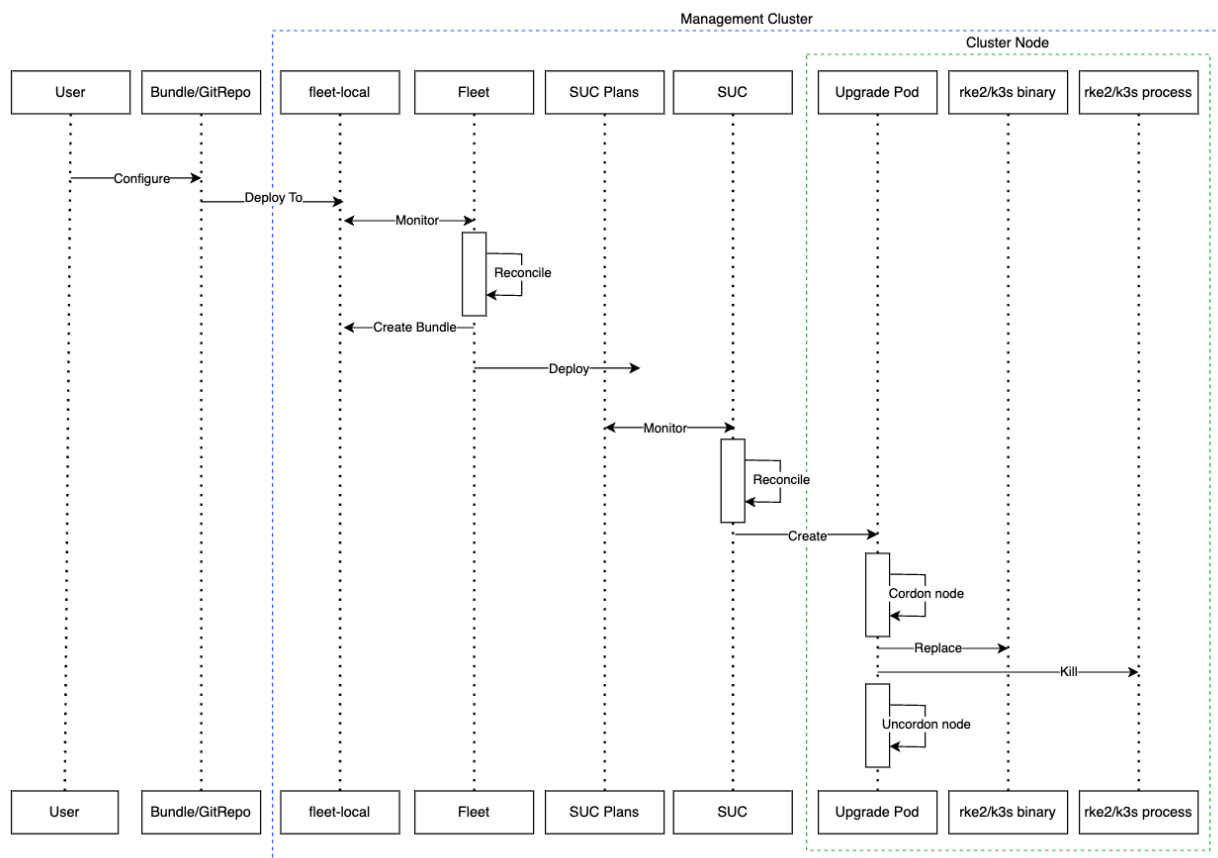 Management Cluster
Cluster Node
User
Bundle/GitRepo
fleet-local
Fleet
SUC Plans
SUC
Upgrade Pod
rke2/k3s binary
rke2/k3s process
Configure
Deploy To
Monitor
Reconcile
Create Bundle
Deploy
Monitor
Reconcile
Create
Cordon node
Replace
Kill
Uncordon node
User
Bundle/GitRepo
fleet-local
Fleet
SUC Plans
SUC
Upgrade Pod
rke2/k3s binary
rke2/k3s process